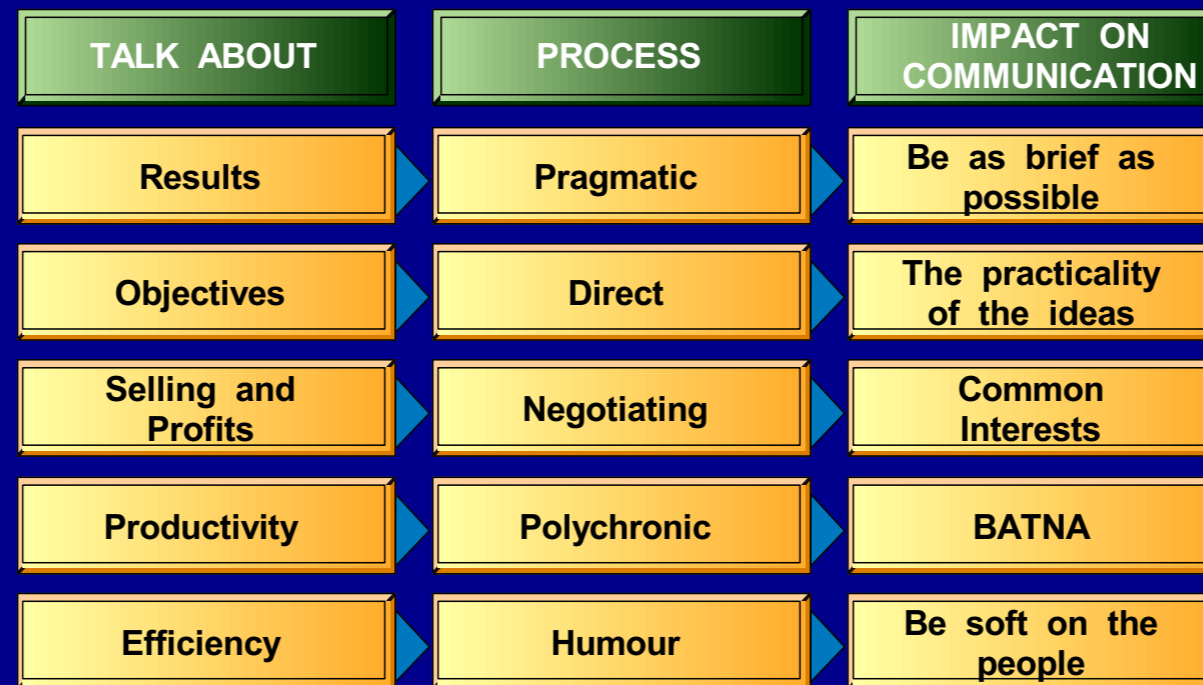 TALK ABOUT
PROCESS
IMPACT ON
COMMUNICATION
Results
Pragmatic
Be as brief as
possible
Objectives
Direct
The practicality
of the ideas
Selling and
Profits
Negotiating
Common
Interests
Productivity
Polychronic
BATNA
Efficiency
Humour
Be soft on the
people